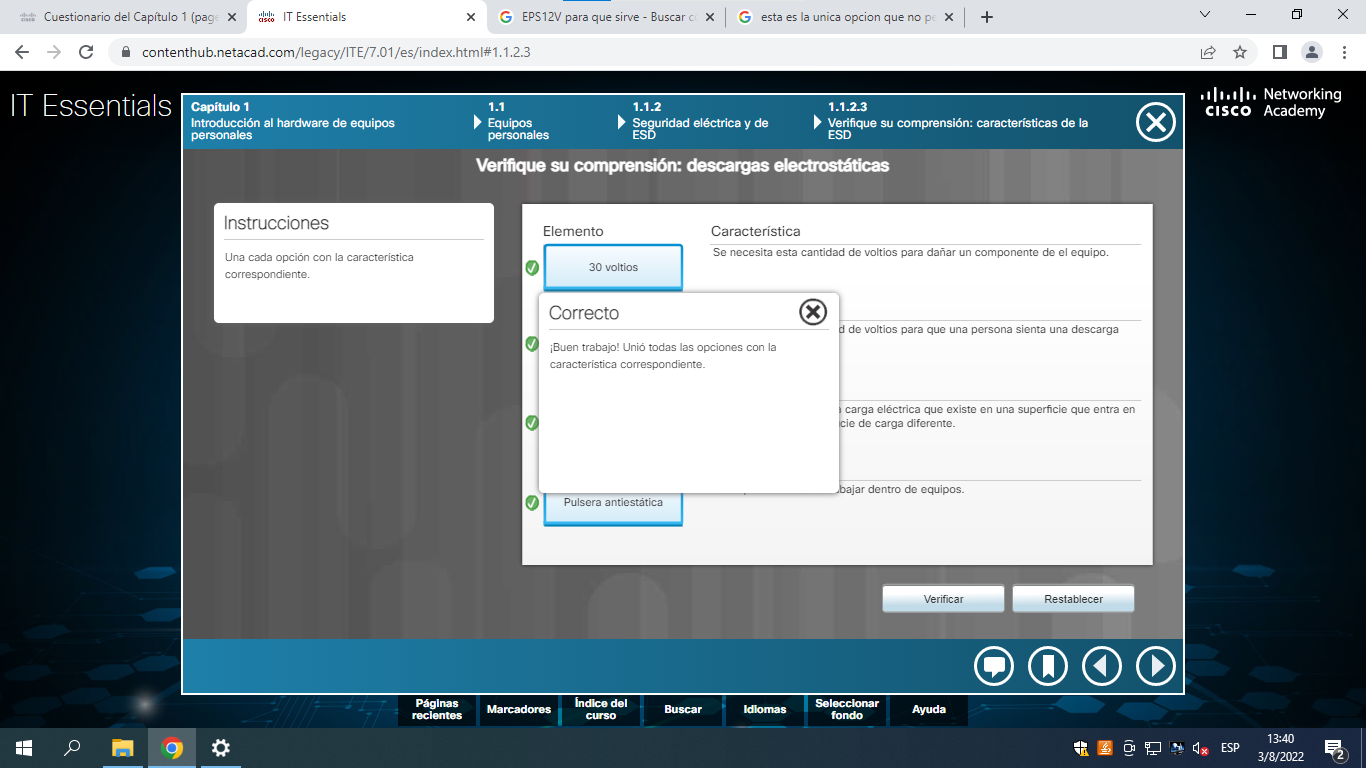 Cuestionario del Capítulo 1 (page
IT Essentials
EPS12V para que sirve - Buscar c
esta es la unica opcion que no pe
contenthub.netacad.com/legacy/ITE/7.01/es/index.html#1.1.2.3
IT Essentials
Capítulo 1
Introducción al hardware de equipos
personales
1.1
Equipos
personales
1.1.2
Seguridad eléctrica y de
ESD
1.1.2.3
Verifique su comprensión: características de la
ESD
Networking
CISCO Academy
Verifique su comprensión: descargas electrostáticas
Instrucciones
Una cada opción con la característica
correspondiente.
Elemento
Característica
30 voltios
Se necesita esta cantidad de voltios para dañar un componente de el equipo.
d de voltios para que una persona sienta una descarga
carga eléctrica que existe en una superficie que entra en
cie de carga diferente.
Pulsera antiestática
bajar dentro de equipos.
Correcto
¡Buen trabajo! Unió todas las opciones con la
característica correspondiente.
Verificar
Restablecer
Páginas
recientes
Marcadores
Índice del
curso
Buscar
Idiomas
Seleccionar
fondo
Ayuda
ESP
13:40
3/8/2022
2